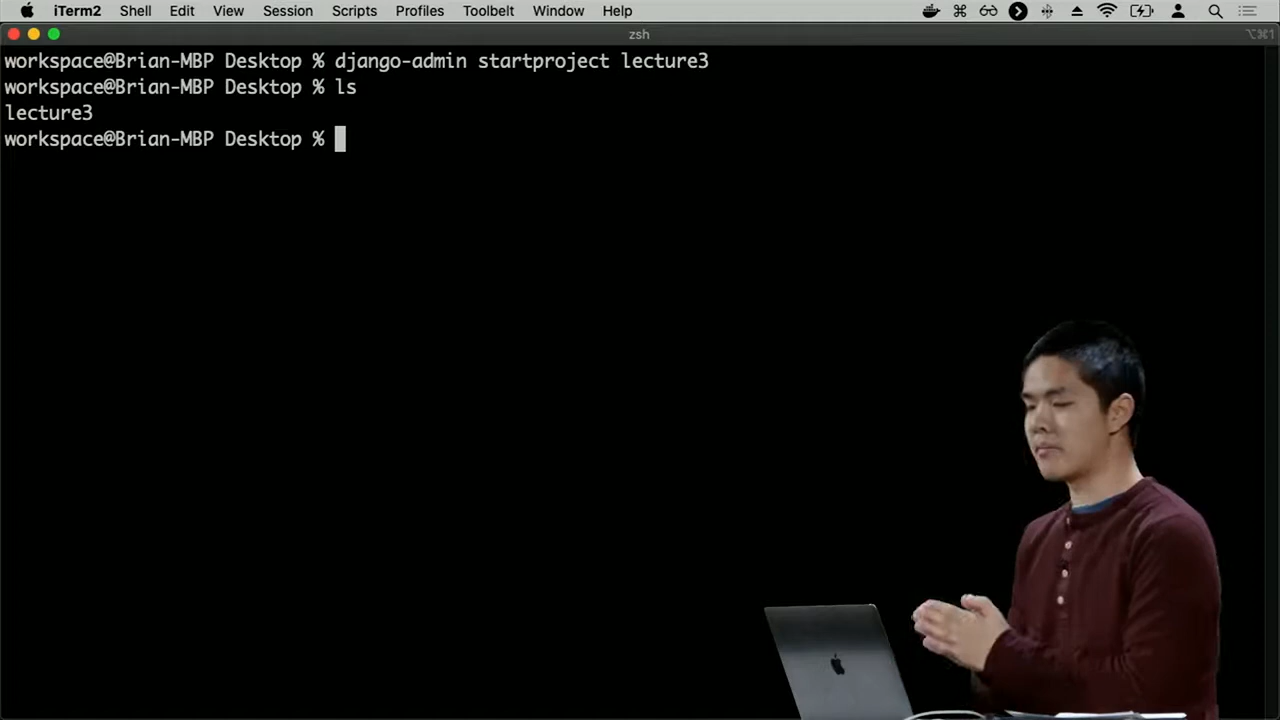 iTerm2 Shell Edit View Session Scripts Profiles Toolbelt Window Help
zsh
⌥⌘1
workspace@Brian-MBP Desktop % django-admin startproject lecture3
workspace@Brian-MBP Desktop % ls
lecture3
workspace@Brian-MBP Desktop %